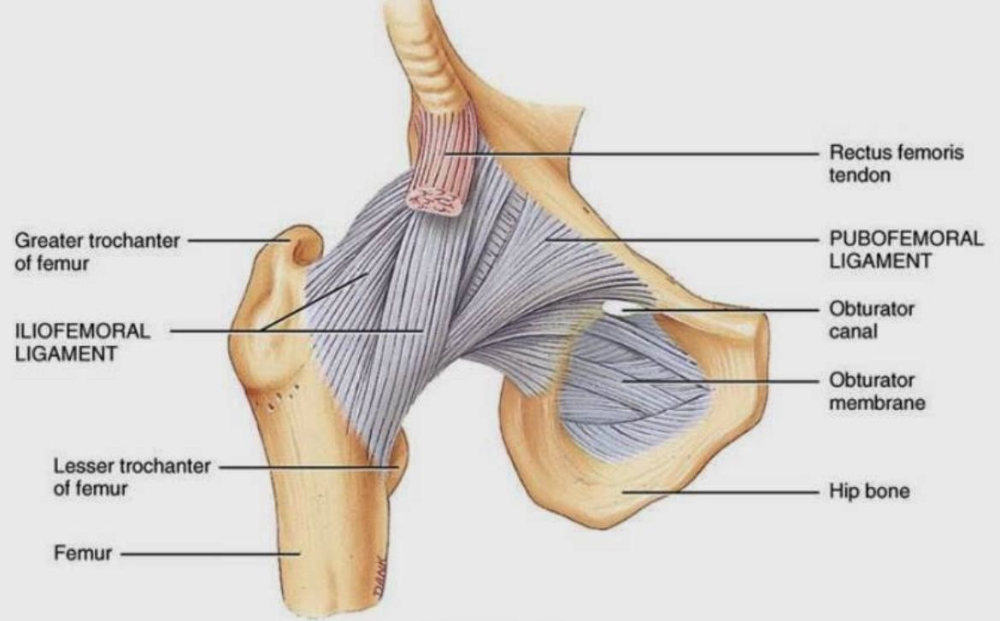 Rectus femoris
tendon
Greater trochanter
of femur
PUBOFEMORAL
LIGAMENT
Obturator
canal
ILIOFEMORAL
LIGAMENT
Obturator
membrane
Lesser trochanter
of femur
Hip bone
Femur
DANK